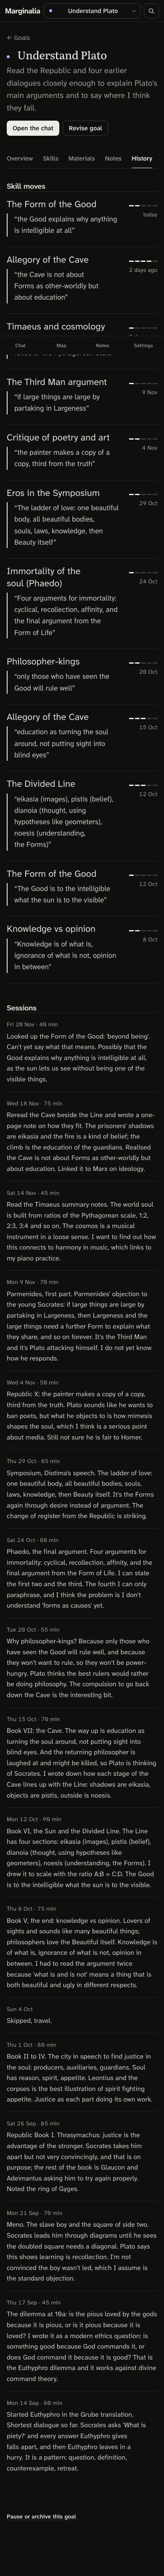 Marginalia
Understand Plato
← Goals
Understand Plato
Read the Republic and four earlier
dialogues closely enough to explain Plato's
main arguments and to say where I think
they fail.
Open the chat
Revise goal
Overview Skills Materials Notes History
Skill moves
The Form of the Good
today
“the Good explains why anything
is intelligible at all”
Allegory of the Cave
2 days ago
“the Cave is not about
Forms as other-worldly but
about education”
Timaeus and cosmology
Chat Map Notes Settings
The Third Man argument
9 Nov
“if large things are large by
partaking in Largeness”
Critique of poetry and art
4 Nov
“the painter makes a copy of a
copy, third from the truth”
Eros in the Symposium
29 Oct
“The ladder of love: one beautiful
body, all beautiful bodies,
souls, laws, knowledge, then
Beauty itself”
Immortality of the
soul (Phaedo)
24 Oct
“Four arguments for immortality:
cyclical, recollection, affinity, and
the final argument from the
Form of Life”
Philosopher-kings
20 Oct
“only those who have seen the
Good will rule well”
Allegory of the Cave
15 Oct
“education as turning the soul
around, not putting sight into
blind eyes”
The Divided Line
12 Oct
“eikasia (images), pistis (belief),
dianoia (thought, using
hypotheses like geometers),
noesis (understanding,
the Forms)”
The Form of the Good
12 Oct
“The Good is to the intelligible
what the sun is to the visible”
Knowledge vs opinion
8 Oct
“Knowledge is of what is,
ignorance of what is not, opinion
in between”
Sessions
Fri 20 Nov · 40 min
Looked up the Form of the Good: 'beyond being'.
Can't yet say what that means. Possibly that the
Good explains why anything is intelligible at all,
as the sun lets us see without being one of the
visible things.
Wed 18 Nov · 75 min
Reread the Cave beside the Line and wrote a one-
page note on how they fit. The prisoners' shadows
are eikasia and the fire is a kind of belief; the
climb is the education of the guardians. Realised
the Cave is not about Forms as other-worldly but
about education. Linked it to Marx on ideology.
Sat 14 Nov · 45 min
Read the Timaeus summary notes. The world soul
is built from ratios of the Pythagorean scale, 1:2,
2:3, 3:4 and so on. The cosmos is a musical
instrument in a loose sense. I want to find out how
this connects to harmony in music, which links to
my piano practice.
Mon 9 Nov · 70 min
Parmenides, first part. Parmenides' objection to
the young Socrates: if large things are large by
partaking in Largeness, then Largeness and the
large things need a further Form to explain what
they share, and so on forever. It's the Third Man
and it's Plato attacking himself. I do not yet know
how he responds.
Wed 4 Nov · 50 min
Republic X: the painter makes a copy of a copy,
third from the truth. Plato sounds like he wants to
ban poets, but what he objects to is how mimesis
shapes the soul, which I think is a serious point
about media. Still not sure he is fair to Homer.
Thu 29 Oct · 65 min
Symposium, Diotima's speech. The ladder of love:
one beautiful body, all beautiful bodies, souls,
laws, knowledge, then Beauty itself. It's the Forms
again through desire instead of argument. The
change of register from the Republic is striking.
Sat 24 Oct · 60 min
Phaedo, the final argument. Four arguments for
immortality: cyclical, recollection, affinity, and the
final argument from the Form of Life. I can state
the first two and the third. The fourth I can only
paraphrase, and I think the problem is I don't
understand 'forms as causes' yet.
Tue 20 Oct · 55 min
Why philosopher-kings? Because only those who
have seen the Good will rule well, and because
they won't want to rule, so they won't be power-
hungry. Plato thinks the best rulers would rather
be doing philosophy. The compulsion to go back
down the Cave is the interesting bit.
Thu 15 Oct · 70 min
Book VII: the Cave. The way up is education as
turning the soul around, not putting sight into
blind eyes. And the returning philosopher is
laughed at and might be killed, so Plato is thinking
of Socrates. I wrote down how each stage of the
Cave lines up with the Line: shadows are eikasia,
objects are pistis, outside is noesis.
Mon 12 Oct · 90 min
Book VI, the Sun and the Divided Line. The Line
has four sections: eikasia (images), pistis (belief),
dianoia (thought, using hypotheses like
geometers), noesis (understanding, the Forms). I
drew it to scale with the ratio A:B = C:D. The Good
is to the intelligible what the sun is to the visible.
Thu 8 Oct · 75 min
Book V, the end: knowledge vs opinion. Lovers of
sights and sounds like many beautiful things;
philosophers love the Beautiful itself. Knowledge is
of what is, ignorance of what is not, opinion in
between. I had to read the argument twice
because 'what is and is not' means a thing that is
both beautiful and ugly in different respects.
Sun 4 Oct
Skipped, travel.
Thu 1 Oct · 80 min
Book II to IV. The city in speech to find justice in
the soul: producers, auxiliaries, guardians. Soul
has reason, spirit, appetite. Leontius and the
corpses is the best illustration of spirit fighting
appetite. Justice as each part doing its own work.
Sat 26 Sep · 85 min
Republic Book I. Thrasymachus: justice is the
advantage of the stronger. Socrates takes him
apart but not very convincingly, and that is on
purpose; the rest of the book is Glaucon and
Adeimantus asking him to try again properly.
Noted the ring of Gyges.
Mon 21 Sep · 70 min
Meno. The slave boy and the square of side two.
Socrates leads him through diagrams until he sees
the doubled square needs a diagonal. Plato says
this shows learning is recollection. I'm not
convinced the boy wasn't led, which I assume is
the standard objection.
Thu 17 Sep · 45 min
The dilemma at 10a: is the pious loved by the gods
because it is pious, or is it pious because it is
loved? I wrote it as a modern ethics question: is
something good because God commands it, or
does God command it because it is good? That is
the Euthyphro dilemma and it works against divine
command theory.
Mon 14 Sep · 60 min
Started Euthyphro in the Grube translation.
Shortest dialogue so far. Socrates asks 'What is
piety?' and every answer Euthyphro gives
falls apart, and then Euthyphro leaves in a
hurry. It is a pattern: question, definition,
counterexample, retreat.
Pause or archive this goal